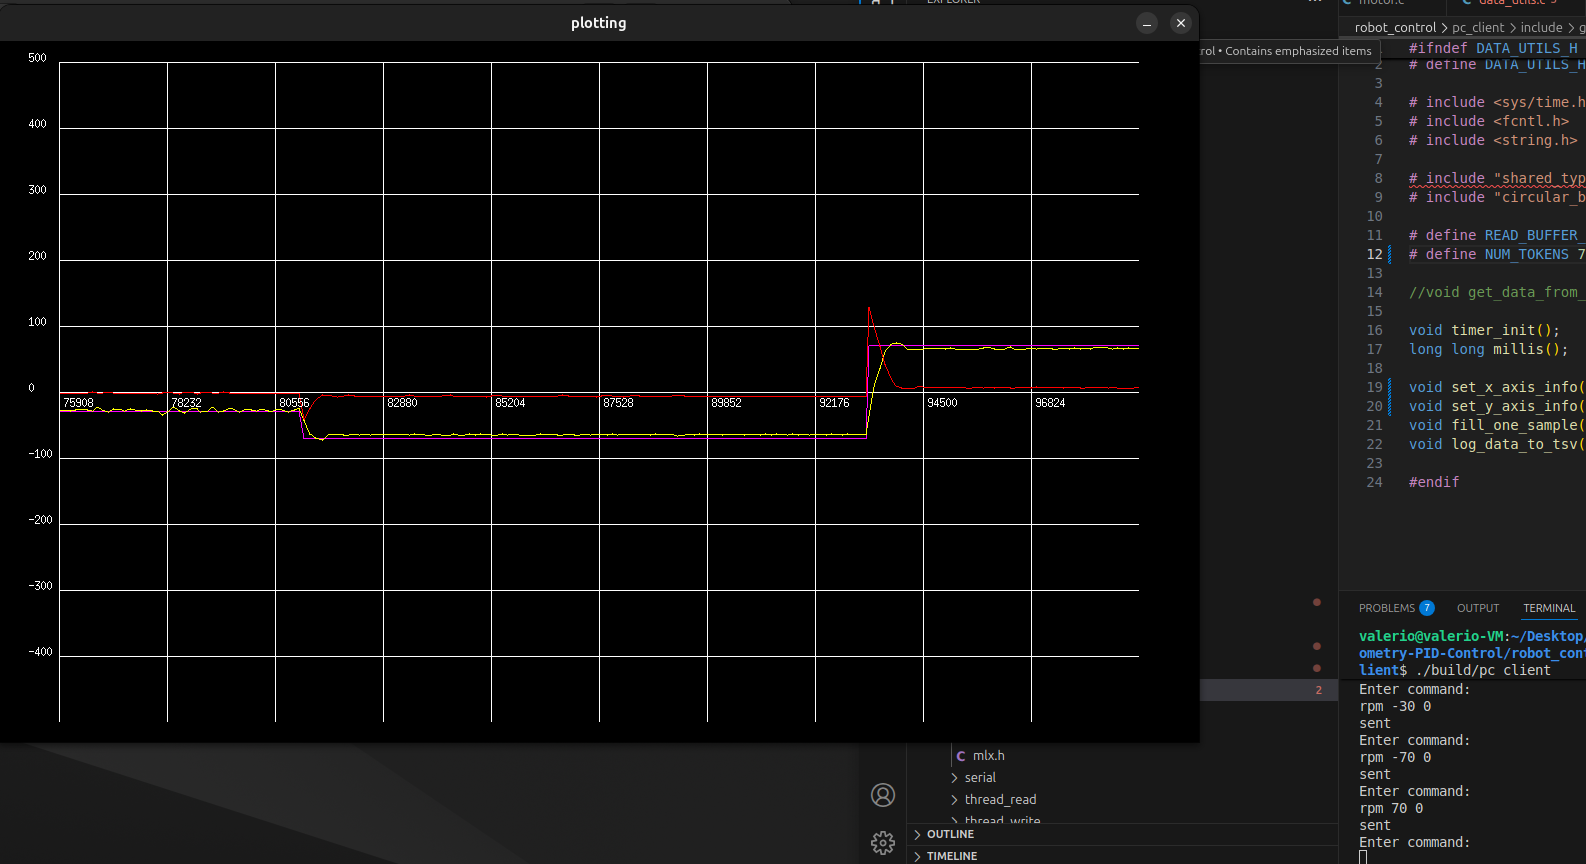 plotting
500
400
300
200
100
0
-100
-200
-300
-400
75908 78232 80556 82880 85204 87528 89852 92176 94500 96824
EXPLORER
rol • Contains emphasized items
2
mlx.h
serial
thread_read
thread_write
OUTLINE
TIMELINE
motor.c data_utils.c 3
robot_control > pc_client > include > g
#ifndef DATA_UTILS_H
2 # define DATA_UTILS_H
3
4 # include <sys/time.h
5 # include <fcntl.h>
6 # include <string.h>
7
8 # include "shared_typ
9 # include "circular_b
10
11 # define READ_BUFFER_
12 # define NUM_TOKENS 7
13
14 //void get_data_from_
15
16 void timer_init();
17 long long millis();
18
19 void set_x_axis_info(
20 void set_y_axis_info(
21 void fill_one_sample(
22 void log_data_to_tsv(
23
24 #endif
PROBLEMS 7 OUTPUT TERMINAL
valerio@valerio-VM:~/Desktop/
ometry-PID-Control/robot_cont
lient$ ./build/pc client
Enter command:
rpm -30 0
sent
Enter command:
rpm -70 0
sent
Enter command:
rpm 70 0
sent
Enter command: